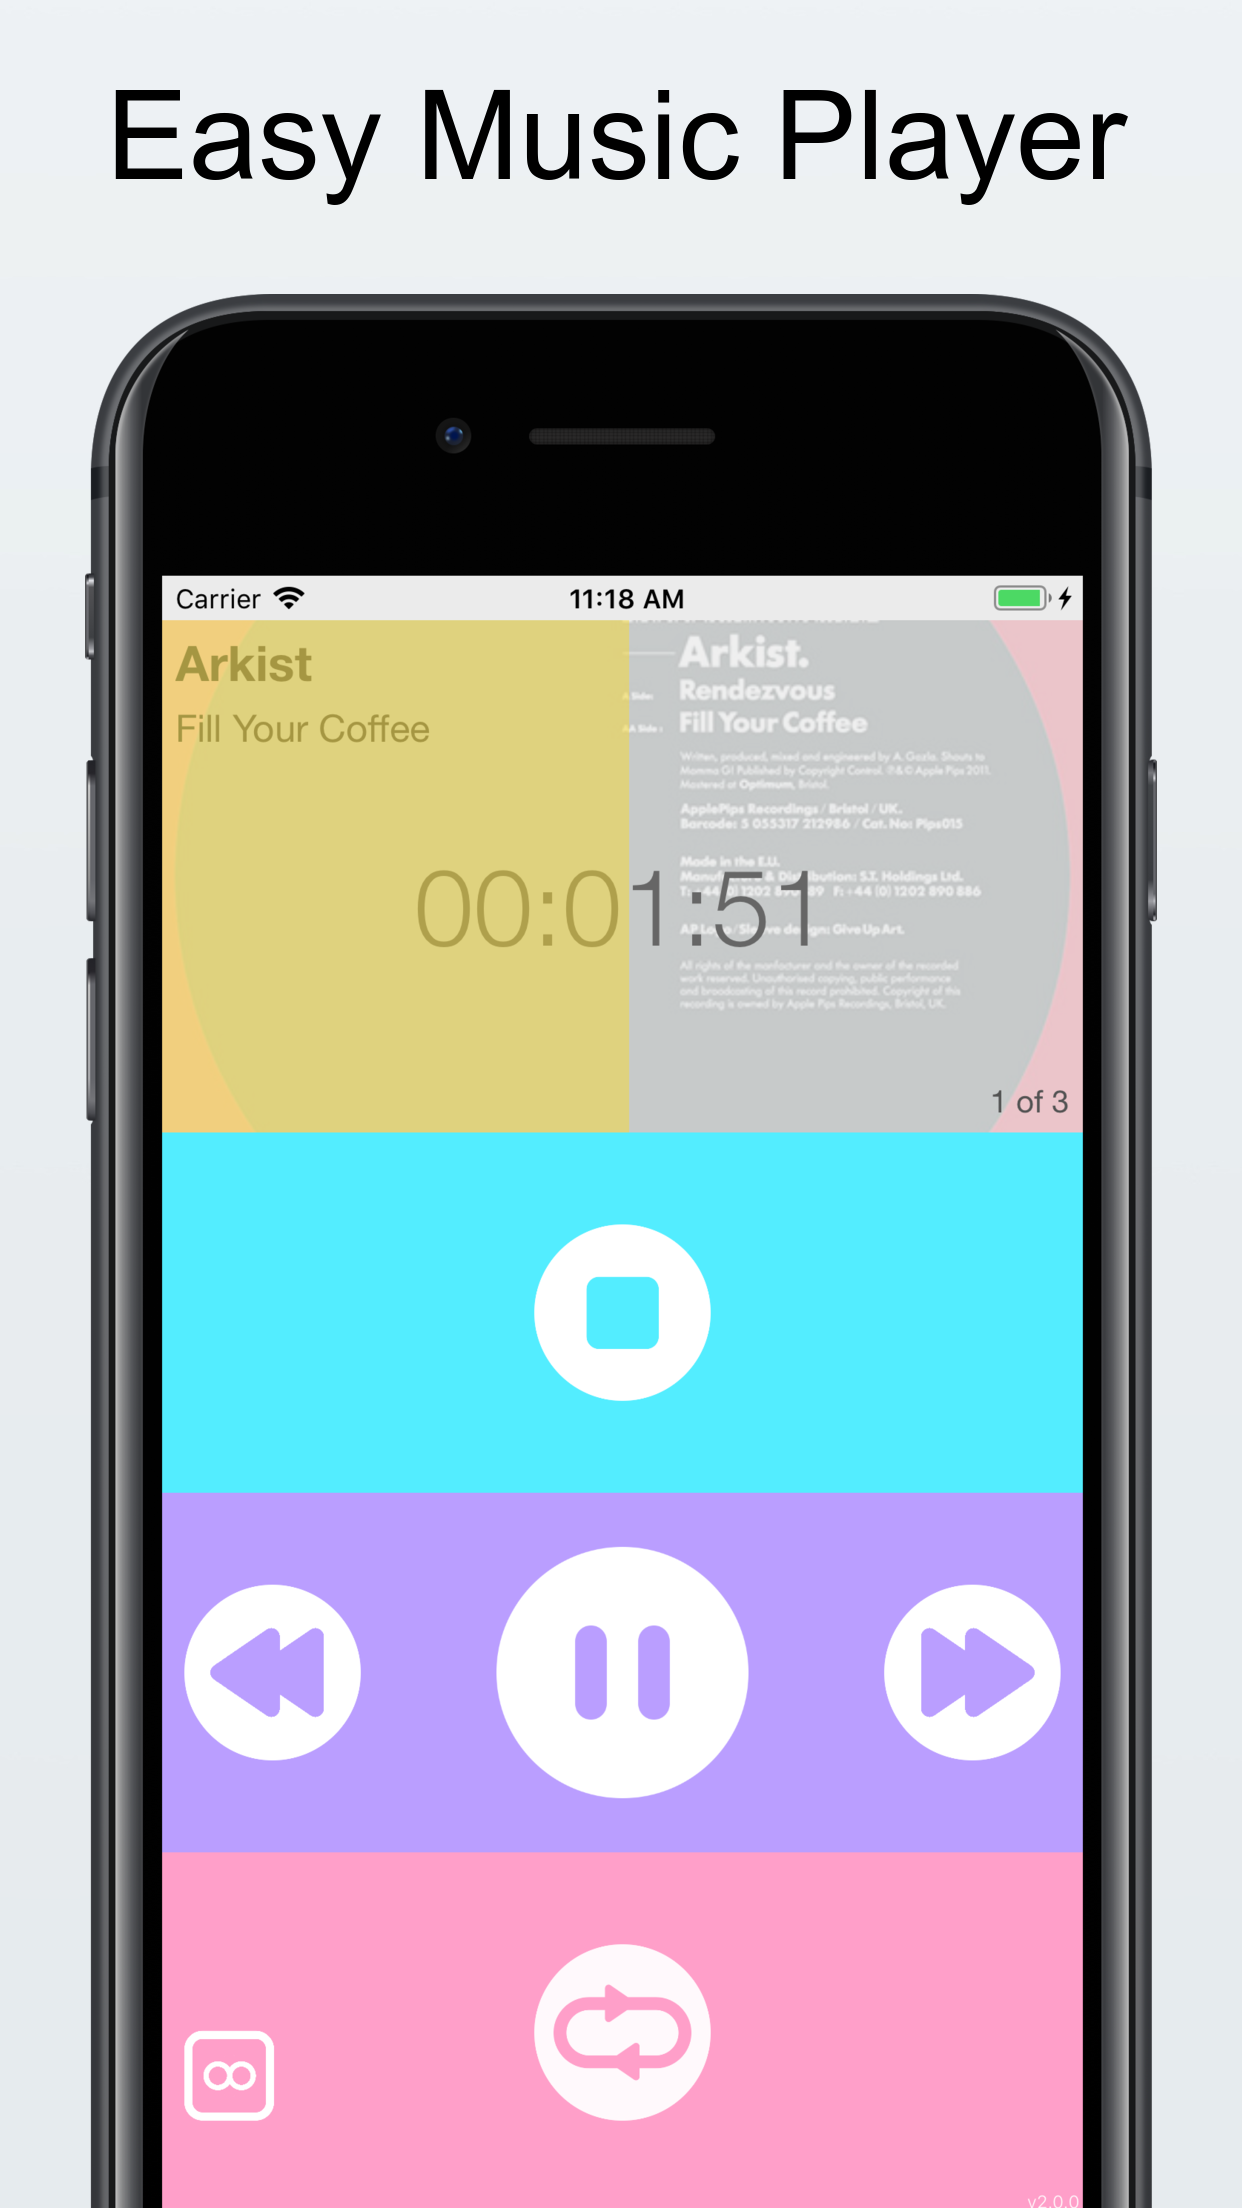 Easy Music Player
Carrier
11:18 AM
Arkist
Fill Your Coffee
Arkist.
A Side:
Rendezvous
AA Side :
Fill Your Coffee
Written, produced, mixed and engineered by A. Gozla. Shouts to
Momma G! Published by Copyright Control. ℗&© Apple Pips 2011.
Mastered at Optimum, Bristol.
ApplePips Recordings / Bristol / UK.
Barcode: 5 055317 212986 / Cat. No: Pips015
Made in the E.U.
Manufacture & Distribution: S.T. Holdings Ltd.
F: +44 (0) 1202 890 886
00:01:51
AP Logo / Sleeve design: Give Up Art.
All rights of the manfacturer and the owner of the recorded
work reserved. Unauthorised copying, public performance
and broadcasting of this record prohibited. Copyright of this
recording is owned by Apple Pips Recordings, Bristol, UK.
1 of 3
v2.0.0